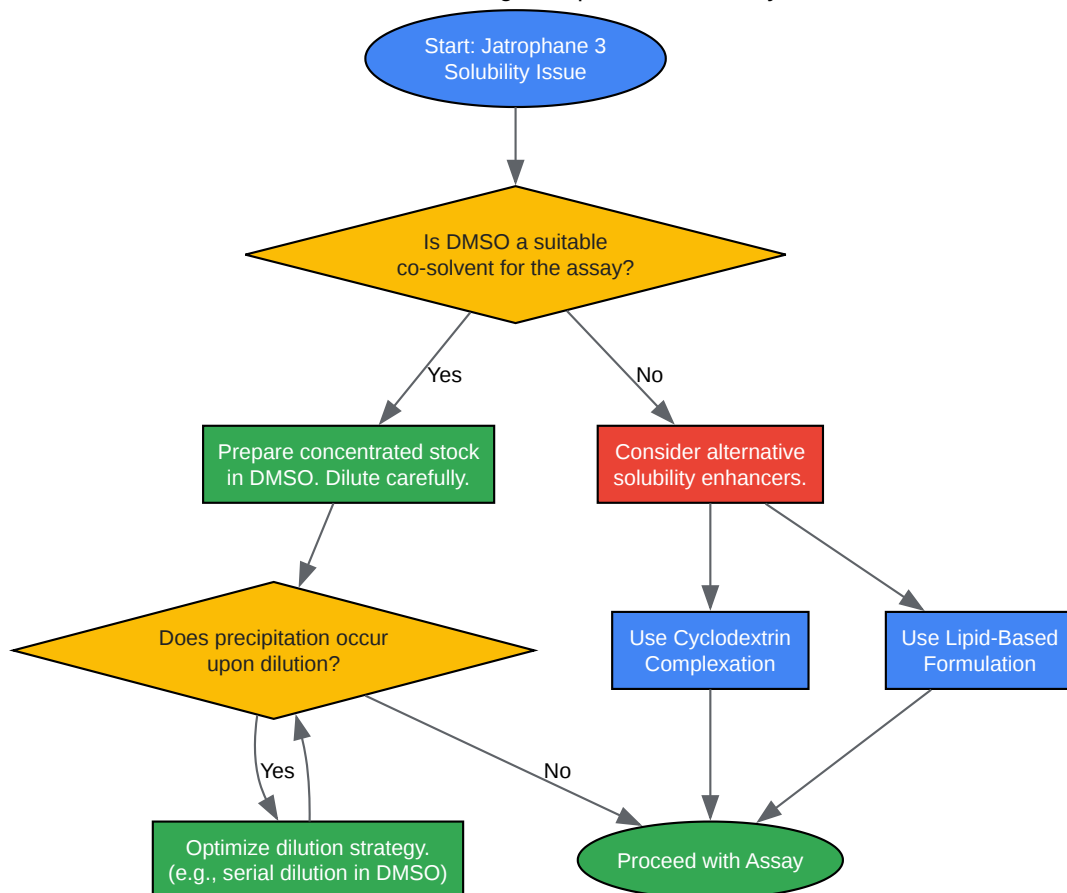 Start: Jatrophane 3
Solubility Issue
Is DMSO a suitable
co-solvent for the assay?
Yes
No
Prepare concentrated stock
in DMSO. Dilute carefully.
Consider alternative
solubility enhancers.
Does precipitation occur
upon dilution?
Use Cyclodextrin
Complexation
Use Lipid-Based
Formulation
Yes
No
Optimize dilution strategy.
(e.g., serial dilution in DMSO)
Proceed with Assay